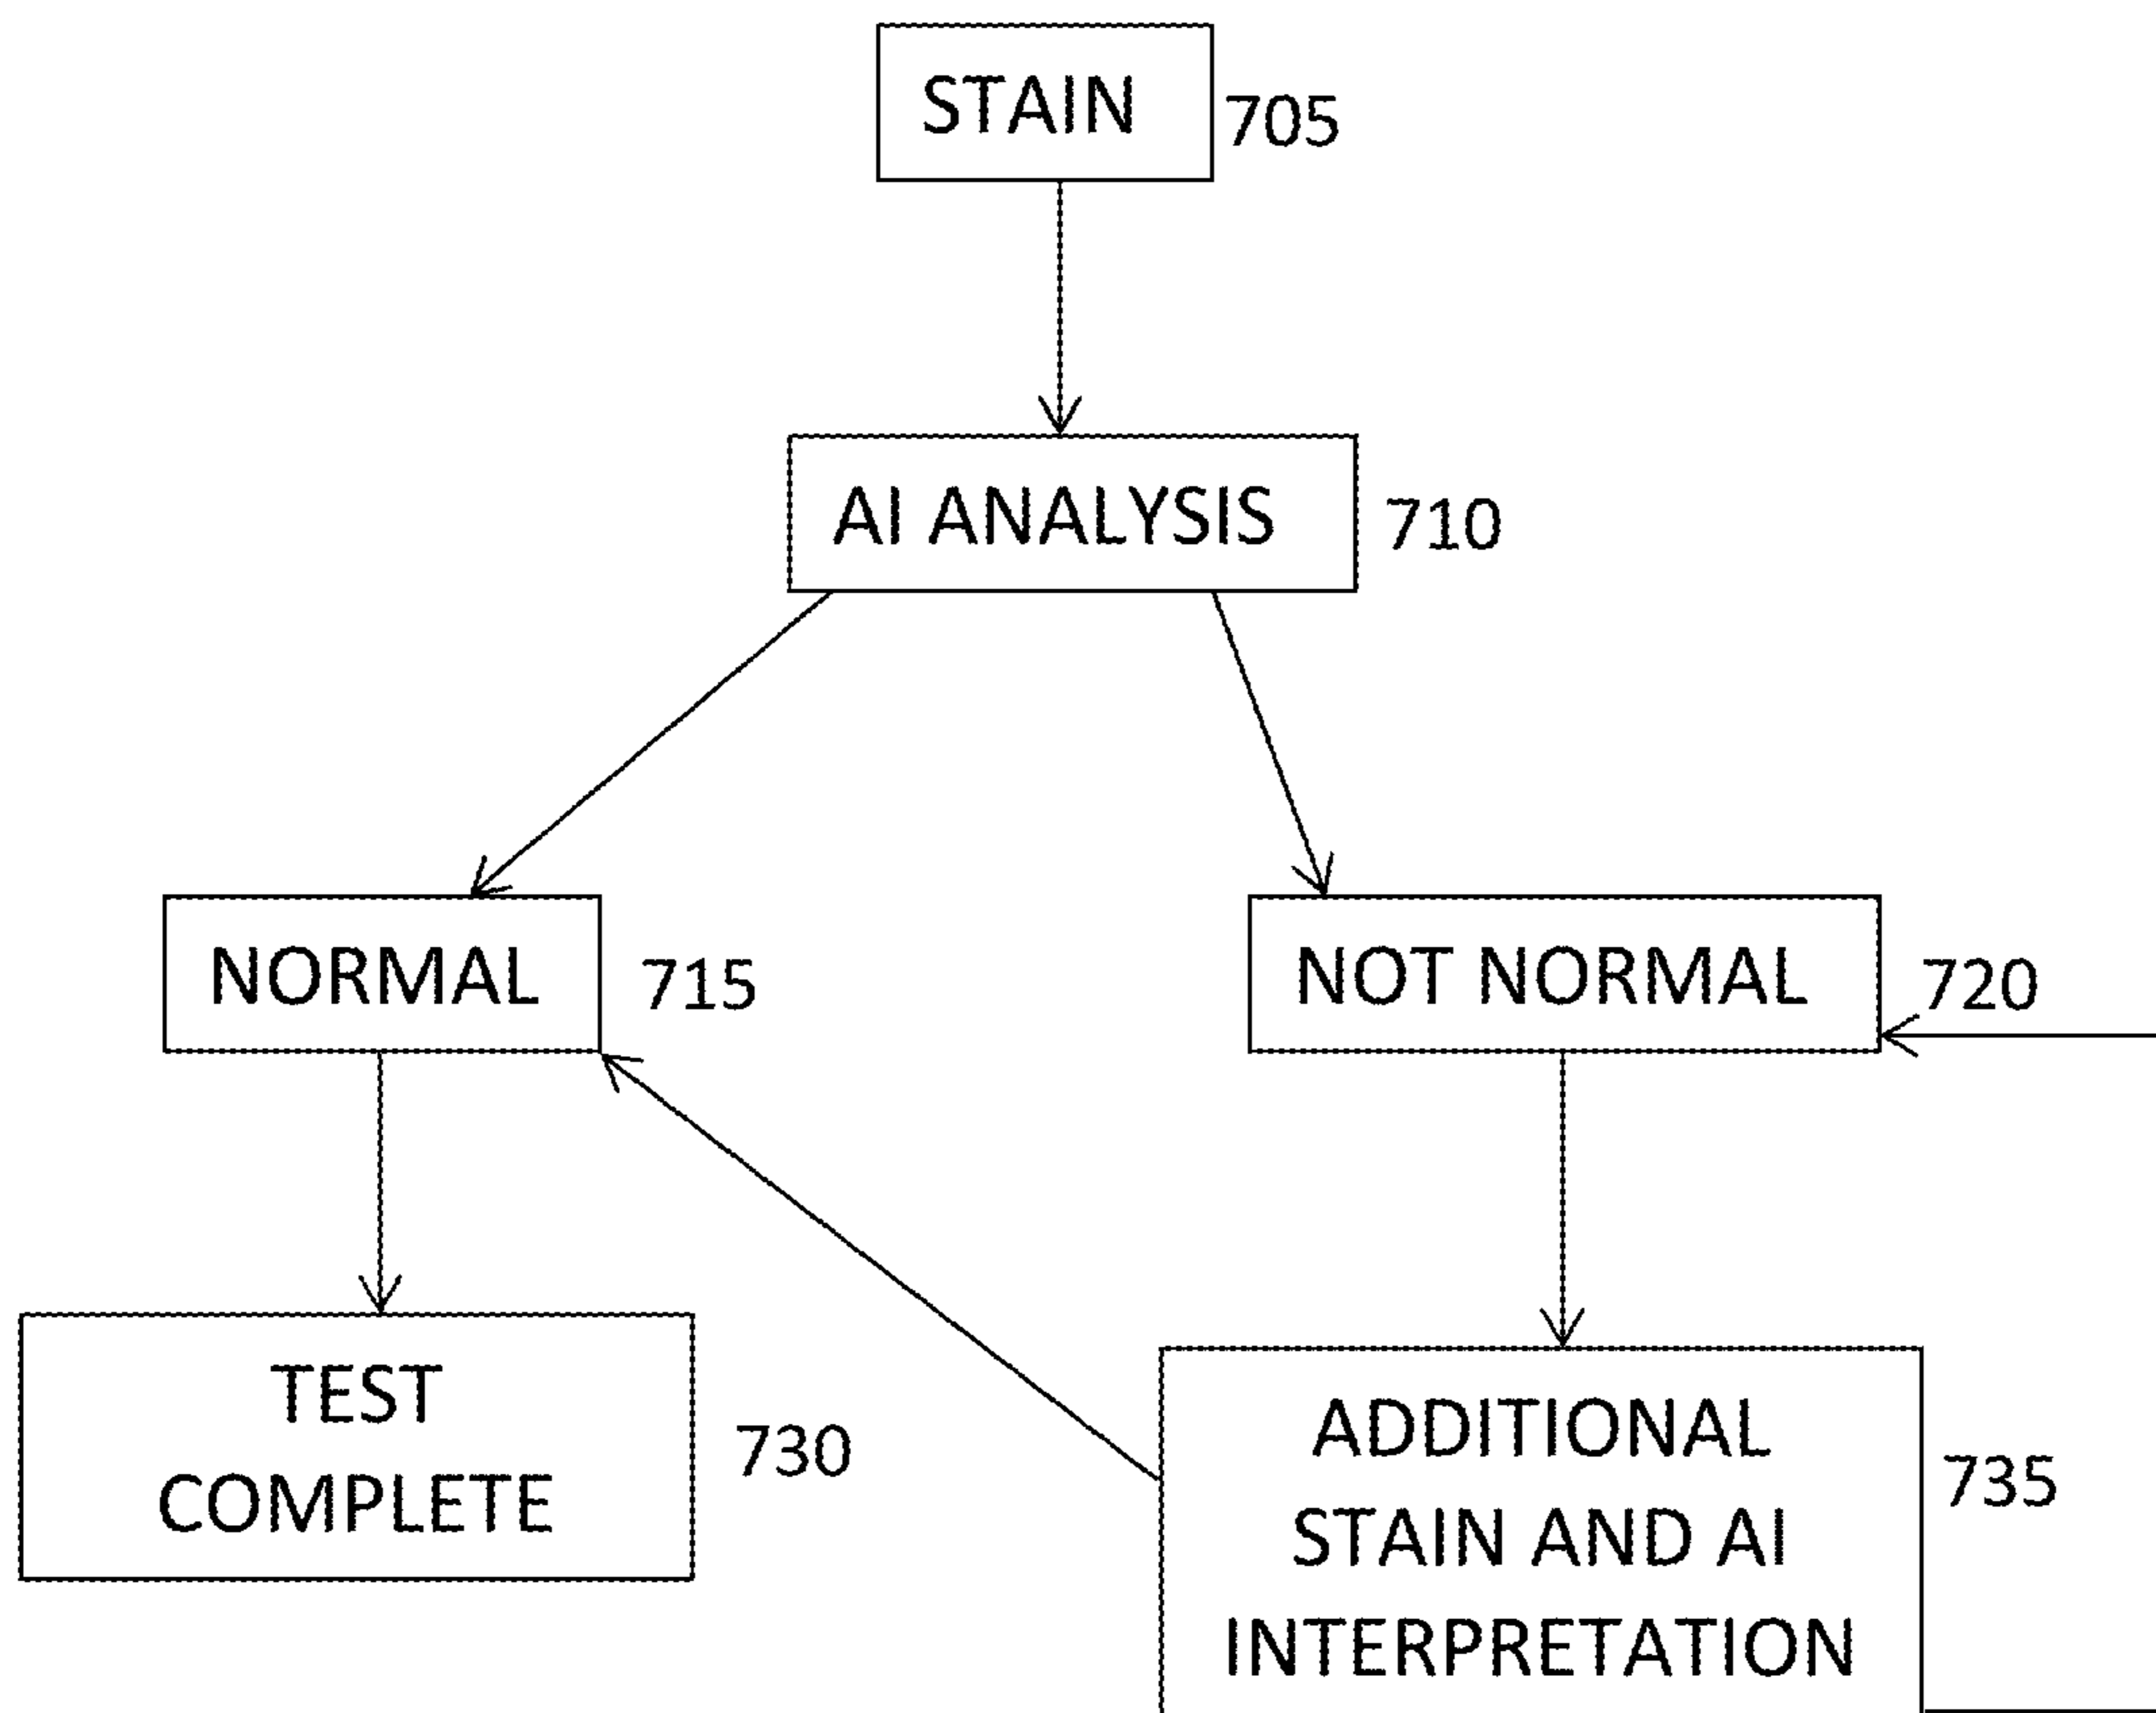 STAIN
705
AI ANALYSIS
710
NORMAL
715
NOT NORMAL
720
TEST
COMPLETE
730
ADDITIONAL
STAIN AND AI
INTERPRETATION
735